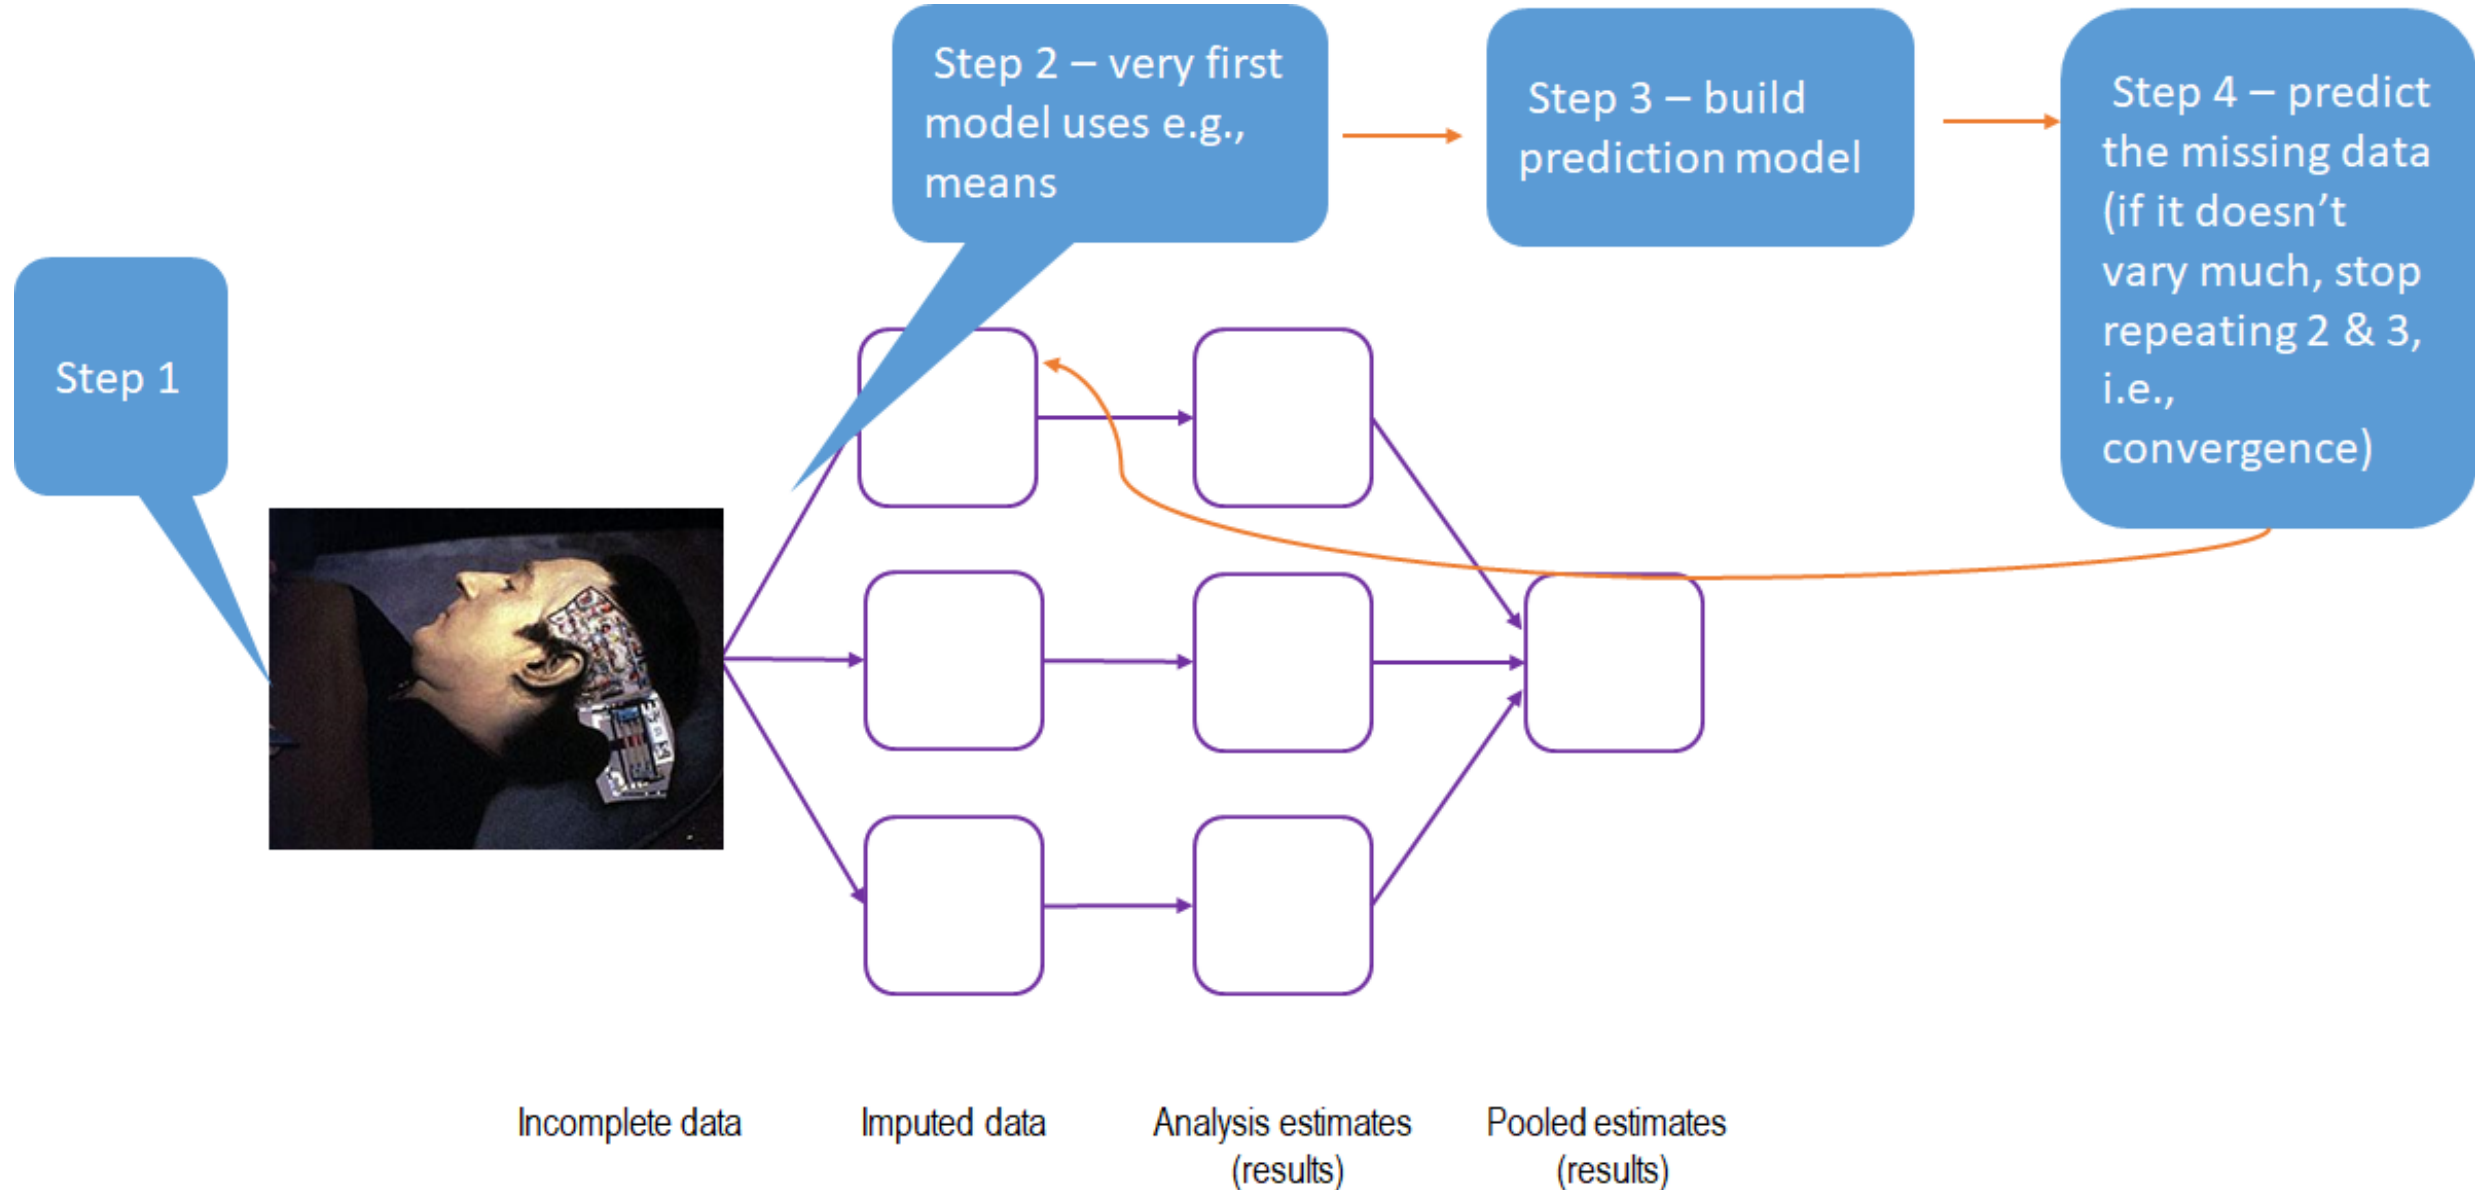 Step 1
Step 2 – very first
model uses e.g.,
means
Step 3 – build
prediction model
Step 4 – predict
the missing data
(if it doesn’t
vary much, stop
repeating 2 & 3,
i.e.,
convergence)
Incomplete data
Imputed data
Analysis estimates
(results)
Pooled estimates
(results)